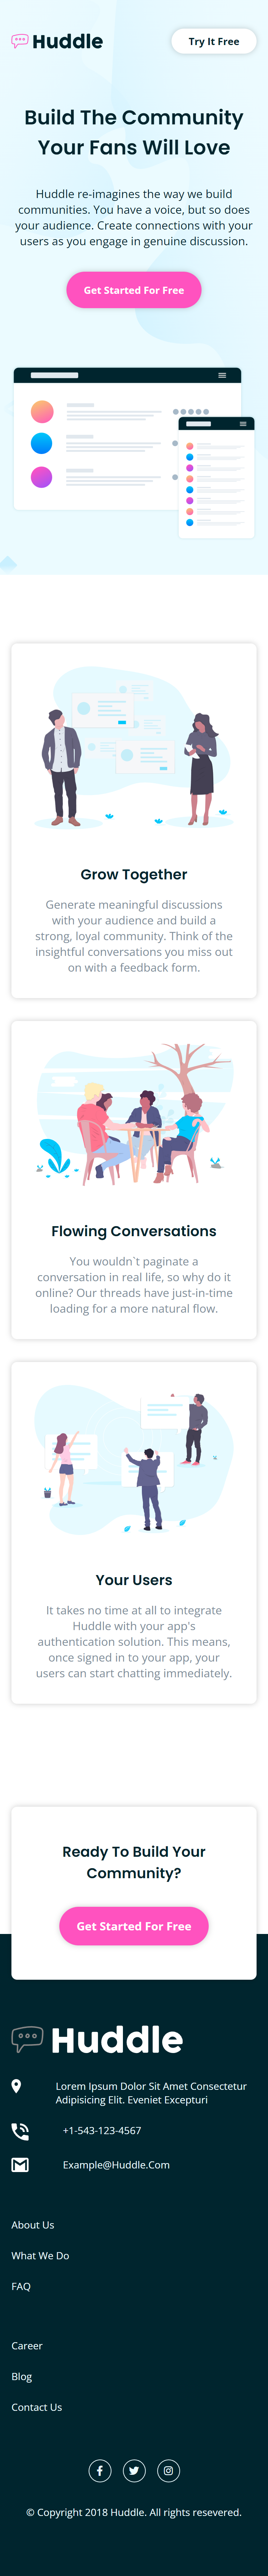 Huddle
Try It Free
Build The Community
Your Fans Will Love
Huddle re-imagines the way we build
communities. You have a voice, but so does
your audience. Create connections with your
users as you engage in genuine discussion.
Get Started For Free
Grow Together
Generate meaningful discussions
with your audience and build a
strong, loyal community. Think of the
insightful conversations you miss out
on with a feedback form.
Flowing Conversations
You wouldn`t paginate a
conversation in real life, so why do it
online? Our threads have just-in-time
loading for a more natural flow.
Your Users
It takes no time at all to integrate
Huddle with your app's
authentication solution. This means,
once signed in to your app, your
users can start chatting immediately.
Ready To Build Your
Community?
Get Started For Free
Huddle
Lorem Ipsum Dolor Sit Amet Consectetur
Adipisicing Elit. Eveniet Excepturi
+1-543-123-4567
Example@Huddle.Com
About Us
What We Do
FAQ
Career
Blog
Contact Us
© Copyright 2018 Huddle. All rights resevered.